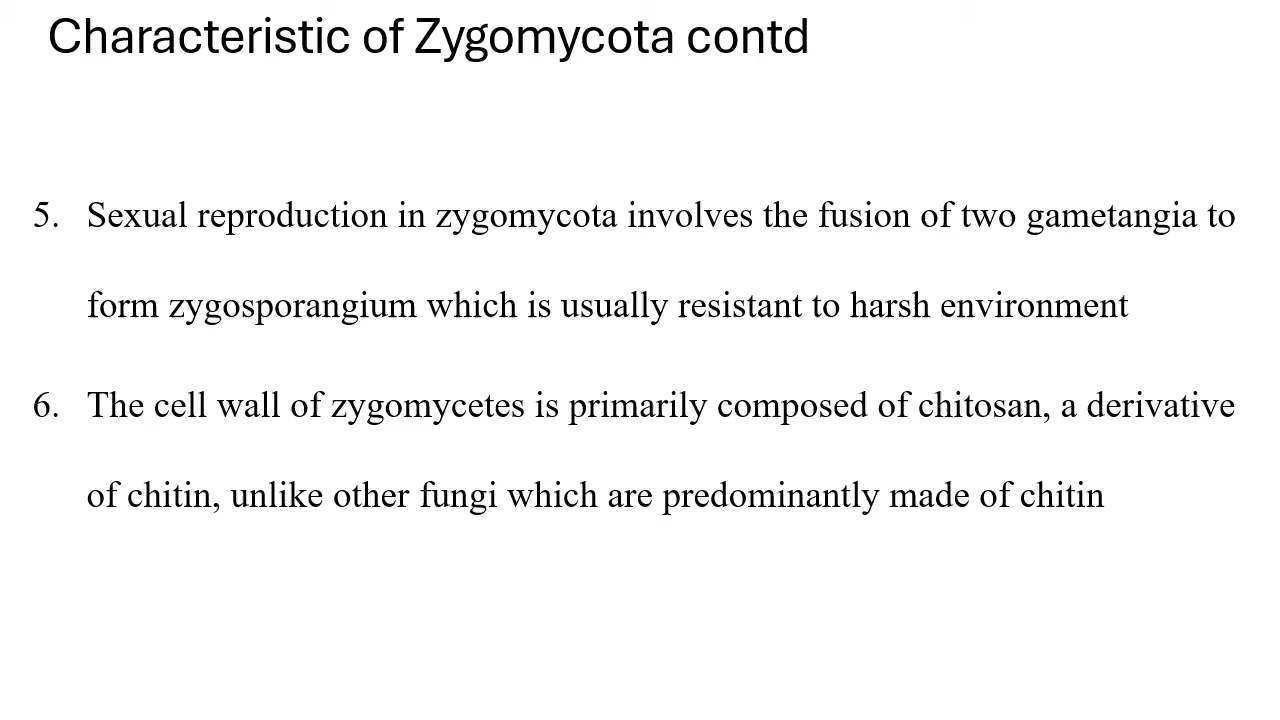 Characteristic of Zygomycota contd
5. Sexual reproduction in zygomycota involves the fusion of two gametangia to
form zygosporangium which is usually resistant to harsh environment
6. The cell wall of zygomycetes is primarily composed of chitosan, a derivative
of chitin, unlike other fungi which are predominantly made of chitin